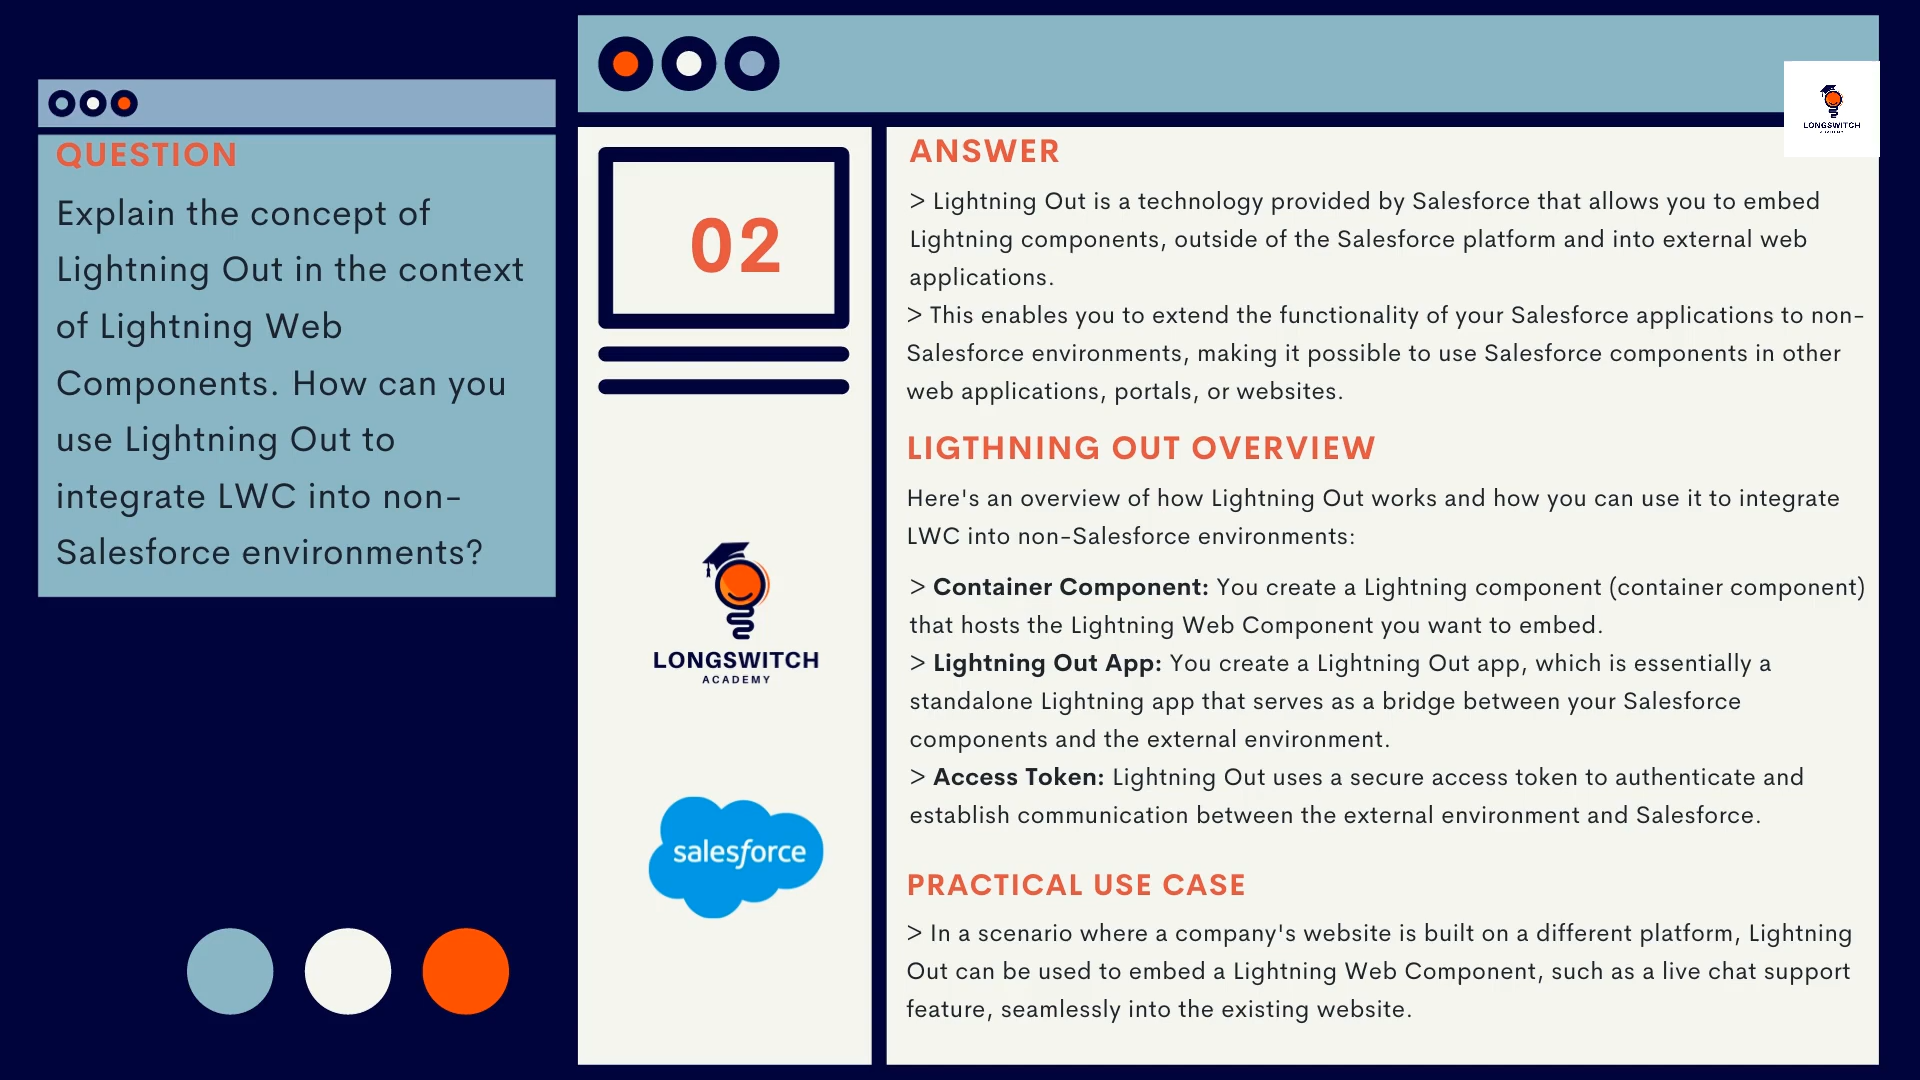 QUESTION
Explain the concept of
Lightning Out in the context
of Lightning Web
Components. How can you
use Lightning Out to
integrate LWC into non-
Salesforce environments?
02
LONGSWITCH
ACADEMY
salesforce
LONGSWITCH
ANSWER
> Lightning Out is a technology provided by Salesforce that allows you to embed
Lightning components, outside of the Salesforce platform and into external web
applications.
> This enables you to extend the functionality of your Salesforce applications to non-
Salesforce environments, making it possible to use Salesforce components in other
web applications, portals, or websites.
LIGTHNING OUT OVERVIEW
Here's an overview of how Lightning Out works and how you can use it to integrate
LWC into non-Salesforce environments:
> Container Component: You create a Lightning component (container component)
that hosts the Lightning Web Component you want to embed.
> Lightning Out App: You create a Lightning Out app, which is essentially a
standalone Lightning app that serves as a bridge between your Salesforce
components and the external environment.
> Access Token: Lightning Out uses a secure access token to authenticate and
establish communication between the external environment and Salesforce.
PRACTICAL USE CASE
> In a scenario where a company's website is built on a different platform, Lightning
Out can be used to embed a Lightning Web Component, such as a live chat support
feature, seamlessly into the existing website.